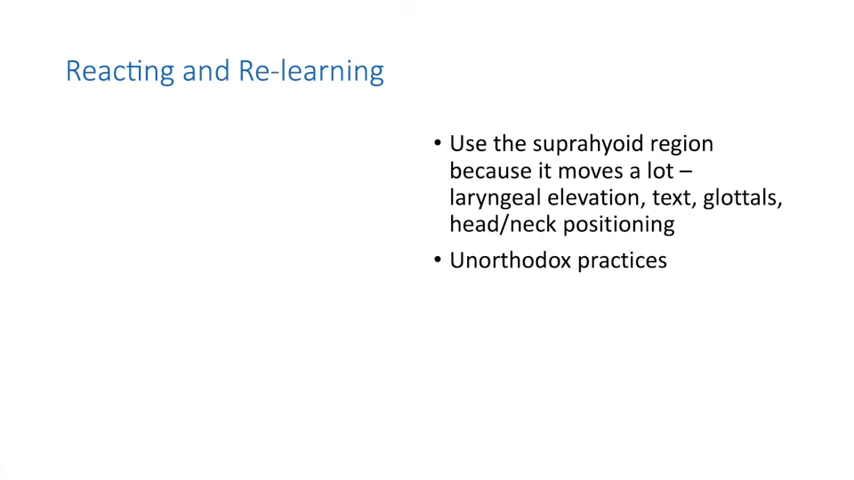 Reacting and Re-learning
• Use the suprahyoid region
because it moves a lot –
laryngeal elevation, text, glottals,
head/neck positioning
• Unorthodox practices